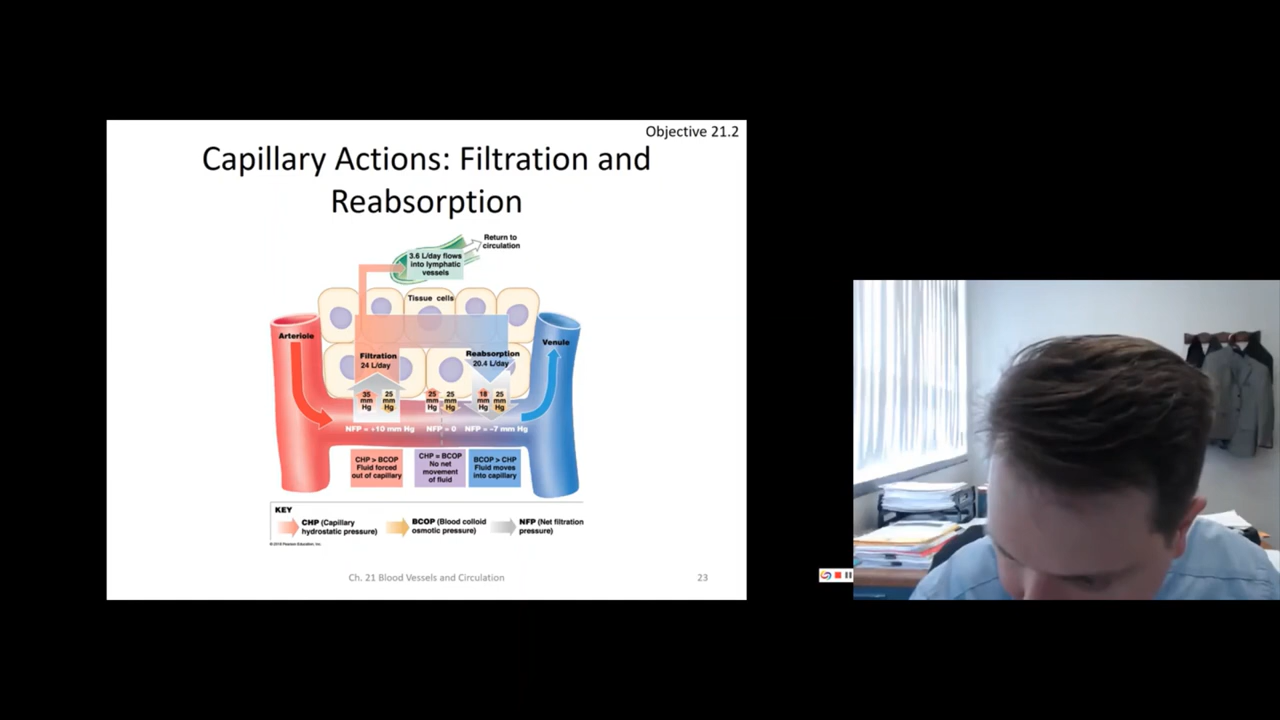 Objective 21.2
Capillary Actions: Filtration and
Reabsorption
Return to
circulation
3.6 L/day flows
into lymphatic
vessels
Tissue cells
Arteriole
Venule
Filtration
24 L/day
Reabsorption
20.4 L/day
35
mm
Hg
25
mm
Hg
25
mm
Hg
25
mm
Hg
18
mm
Hg
25
mm
Hg
NFP = +10 mm Hg
NFP = 0
NFP = –7 mm Hg
CHP > BCOP
Fluid forced
out of capillary
CHP = BCOP
No net
movement
of fluid
BCOP > CHP
Fluid moves
into capillary
KEY
CHP (Capillary
hydrostatic pressure)
BCOP (Blood colloid
osmotic pressure)
NFP (Net filtration
pressure)
Ch. 21 Blood Vessels and Circulation
23